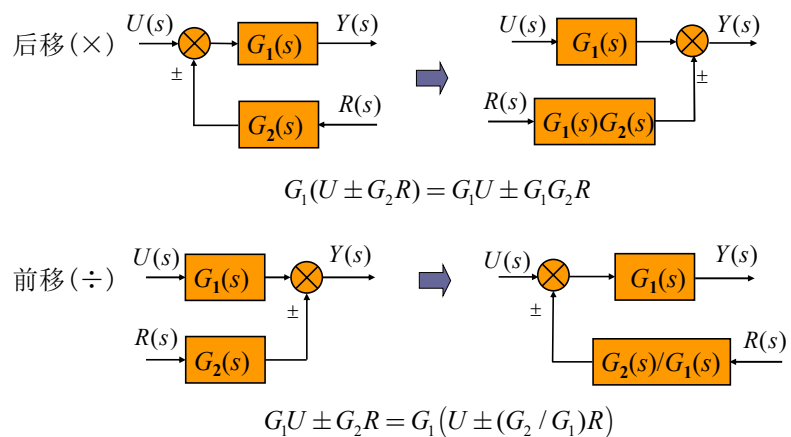 后移(×)
U(s) G₁(s) Y(s)
±
G₂(s) R(s)
U(s) G₁(s) Y(s)
±
R(s) G₁(s)G₂(s)
G₁(U ± G₂R) = G₁U ± G₁G₂R
前移(÷)
U(s) G₁(s) Y(s)
±
R(s) G₂(s)
U(s) G₁(s) Y(s)
±
G₂(s)/G₁(s) R(s)
G₁U ± G₂R = G₁(U ± (G₂ / G₁)R)